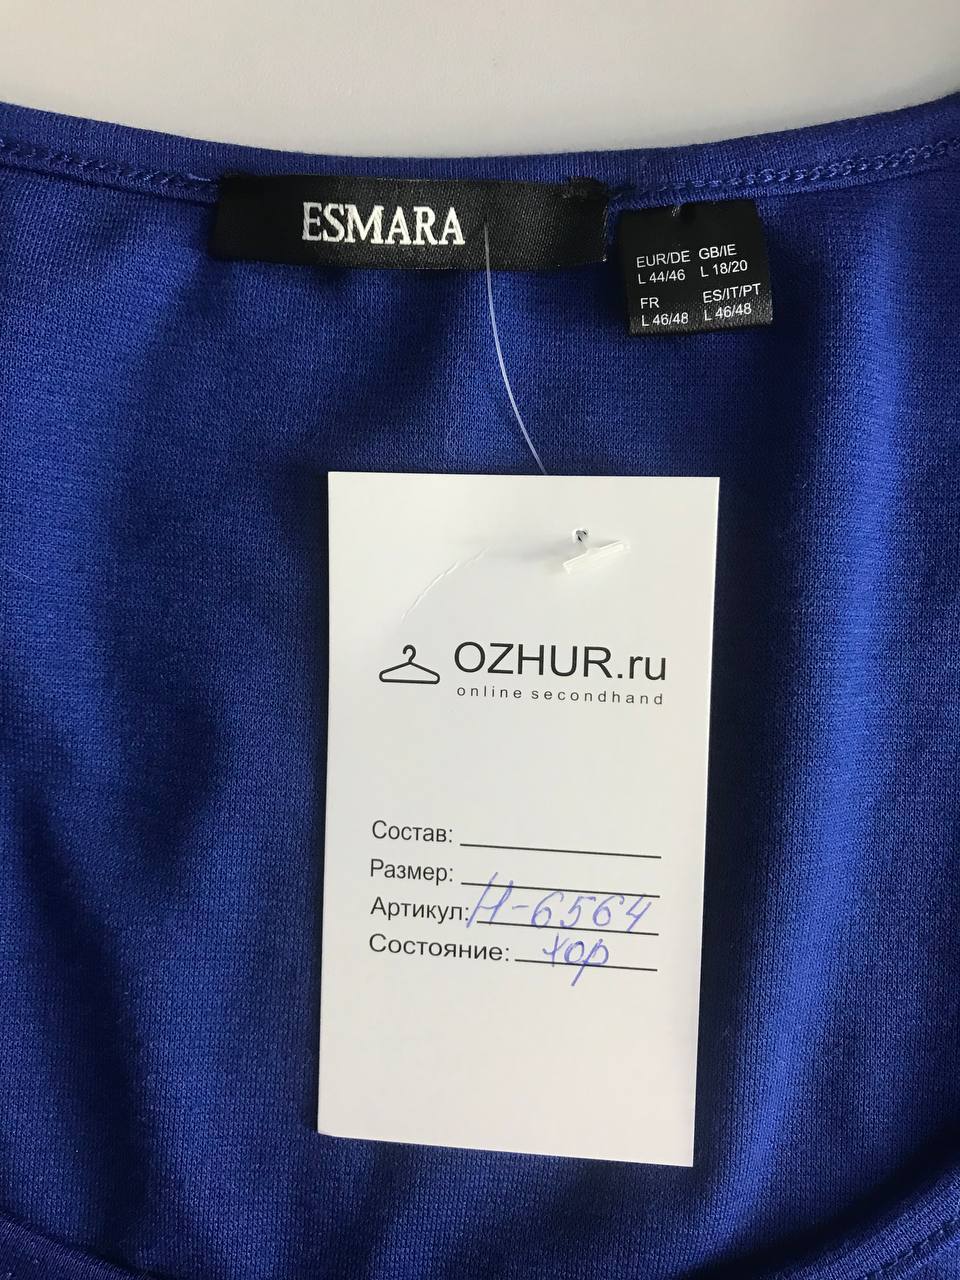 ESMARA
EUR/DE GB/IE
L 44/46 L 18/20
FR ES/IT/PT
L 46/48 L 46/48
OZHUR.ru
online secondhand
Состав:
Размер:
Артикул: Н-6564
Состояние: хор